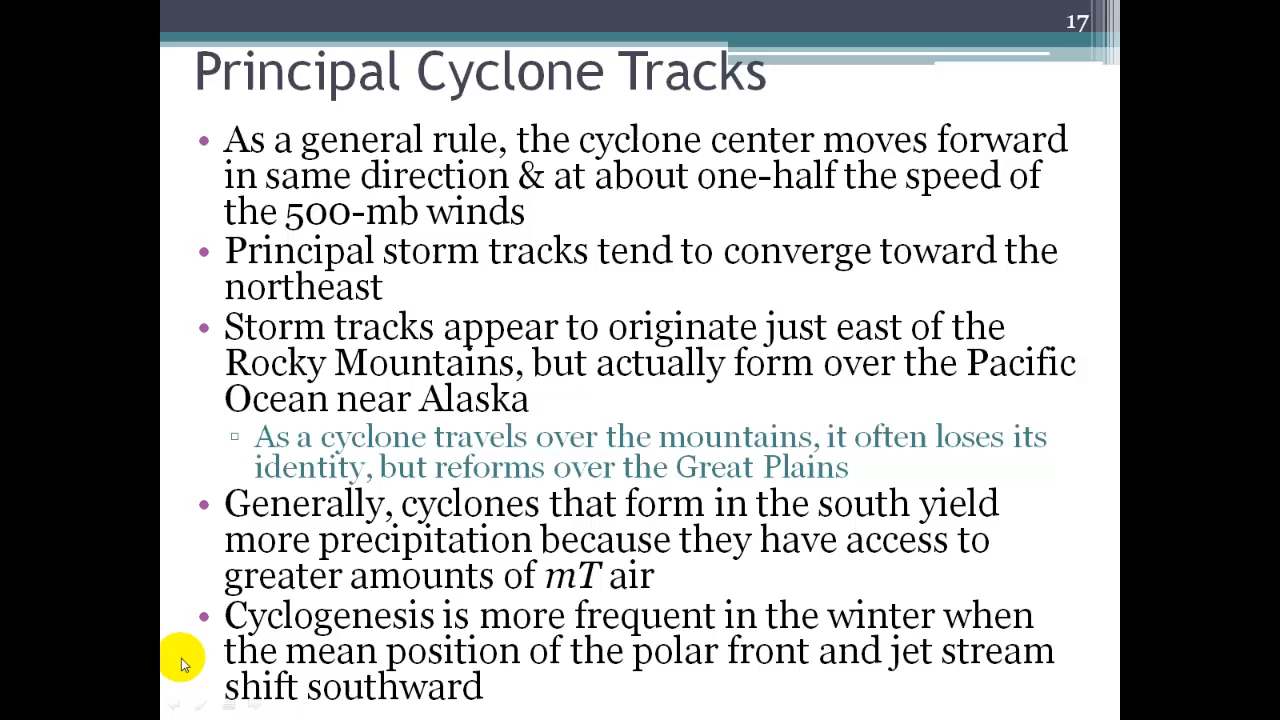 17
Principal Cyclone Tracks
• As a general rule, the cyclone center moves forward
in same direction & at about one-half the speed of
the 500-mb winds
• Principal storm tracks tend to converge toward the
northeast
• Storm tracks appear to originate just east of the
Rocky Mountains, but actually form over the Pacific
Ocean near Alaska
▫ As a cyclone travels over the mountains, it often loses its
identity, but reforms over the Great Plains
• Generally, cyclones that form in the south yield
more precipitation because they have access to
greater amounts of mT air
• Cyclogenesis is more frequent in the winter when
the mean position of the polar front and jet stream
shift southward